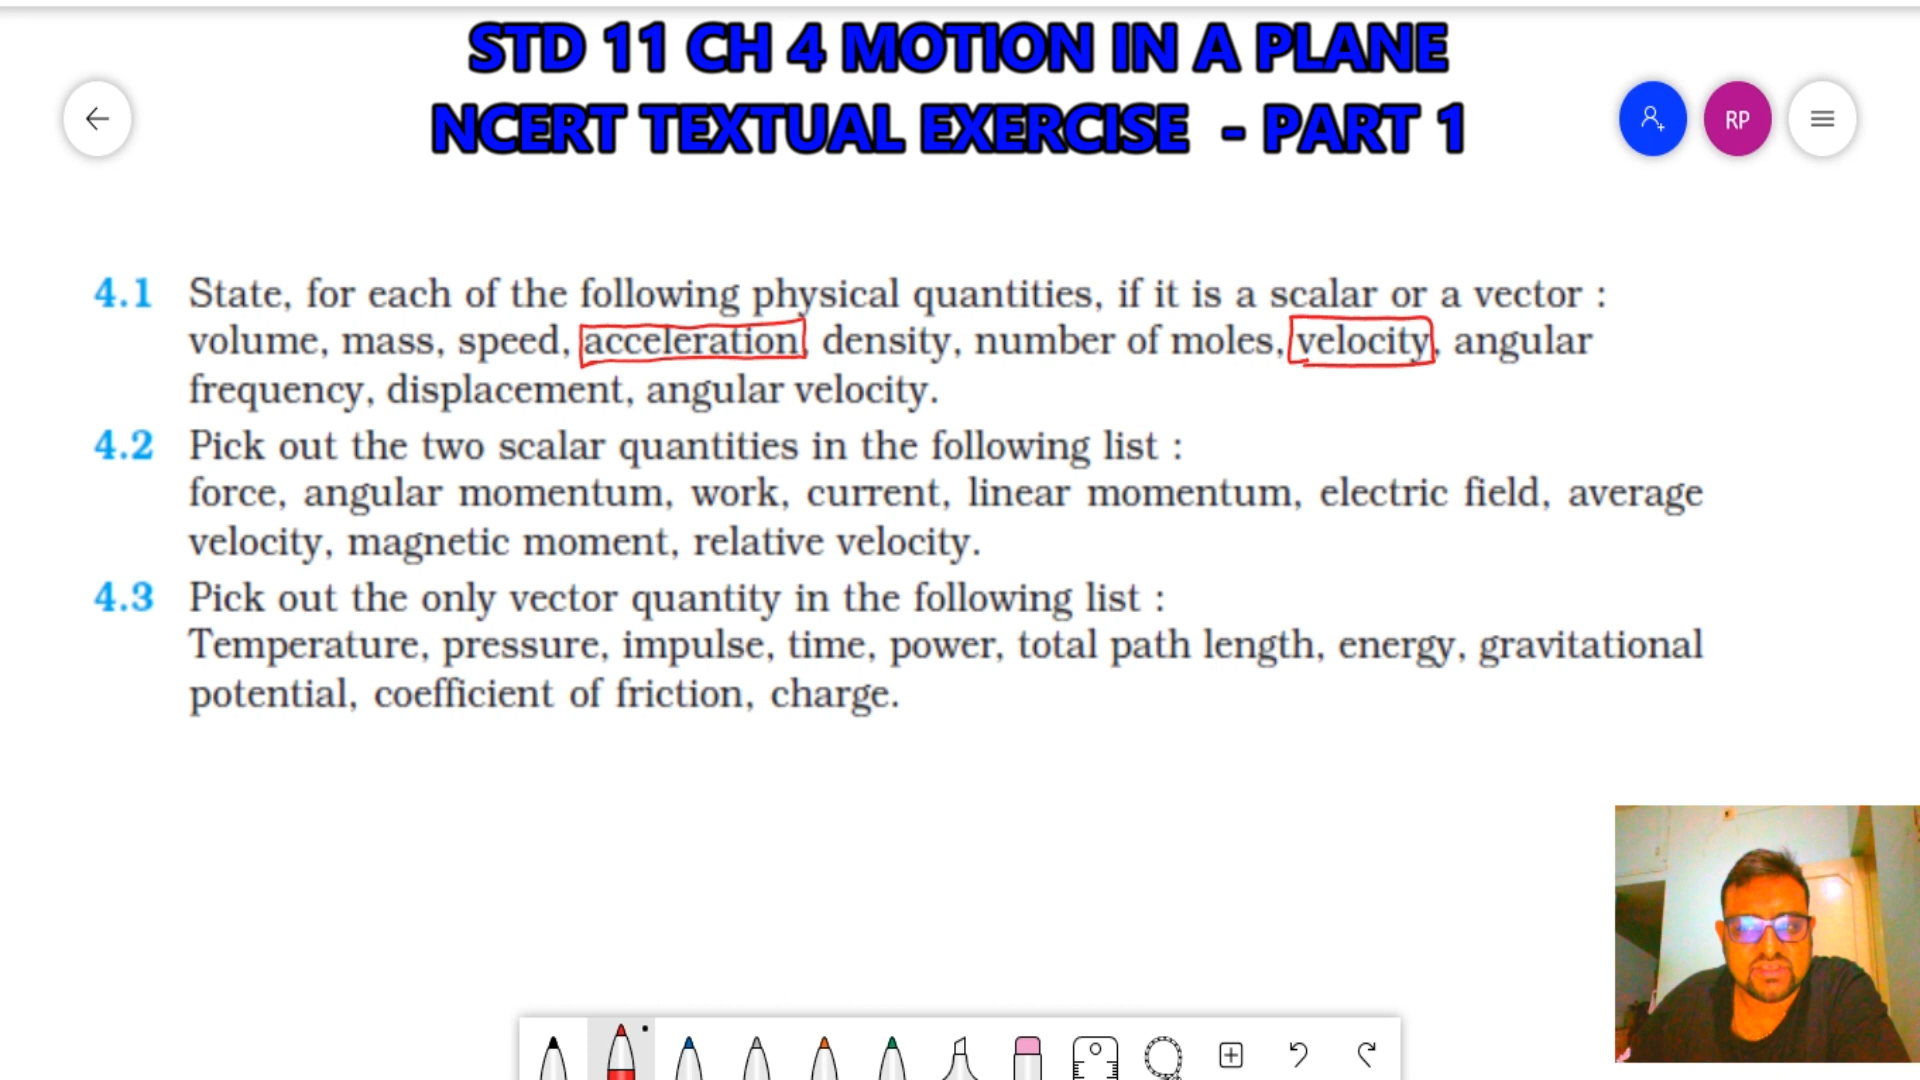 STD 11 CH 4 MOTION IN A PLANE
NCERT TEXTUAL EXERCISE - PART 1
RP
4.1 State, for each of the following physical quantities, if it is a scalar or a vector :
volume, mass, speed, acceleration, density, number of moles, velocity, angular
frequency, displacement, angular velocity.
4.2 Pick out the two scalar quantities in the following list :
force, angular momentum, work, current, linear momentum, electric field, average
velocity, magnetic moment, relative velocity.
4.3 Pick out the only vector quantity in the following list :
Temperature, pressure, impulse, time, power, total path length, energy, gravitational
potential, coefficient of friction, charge.